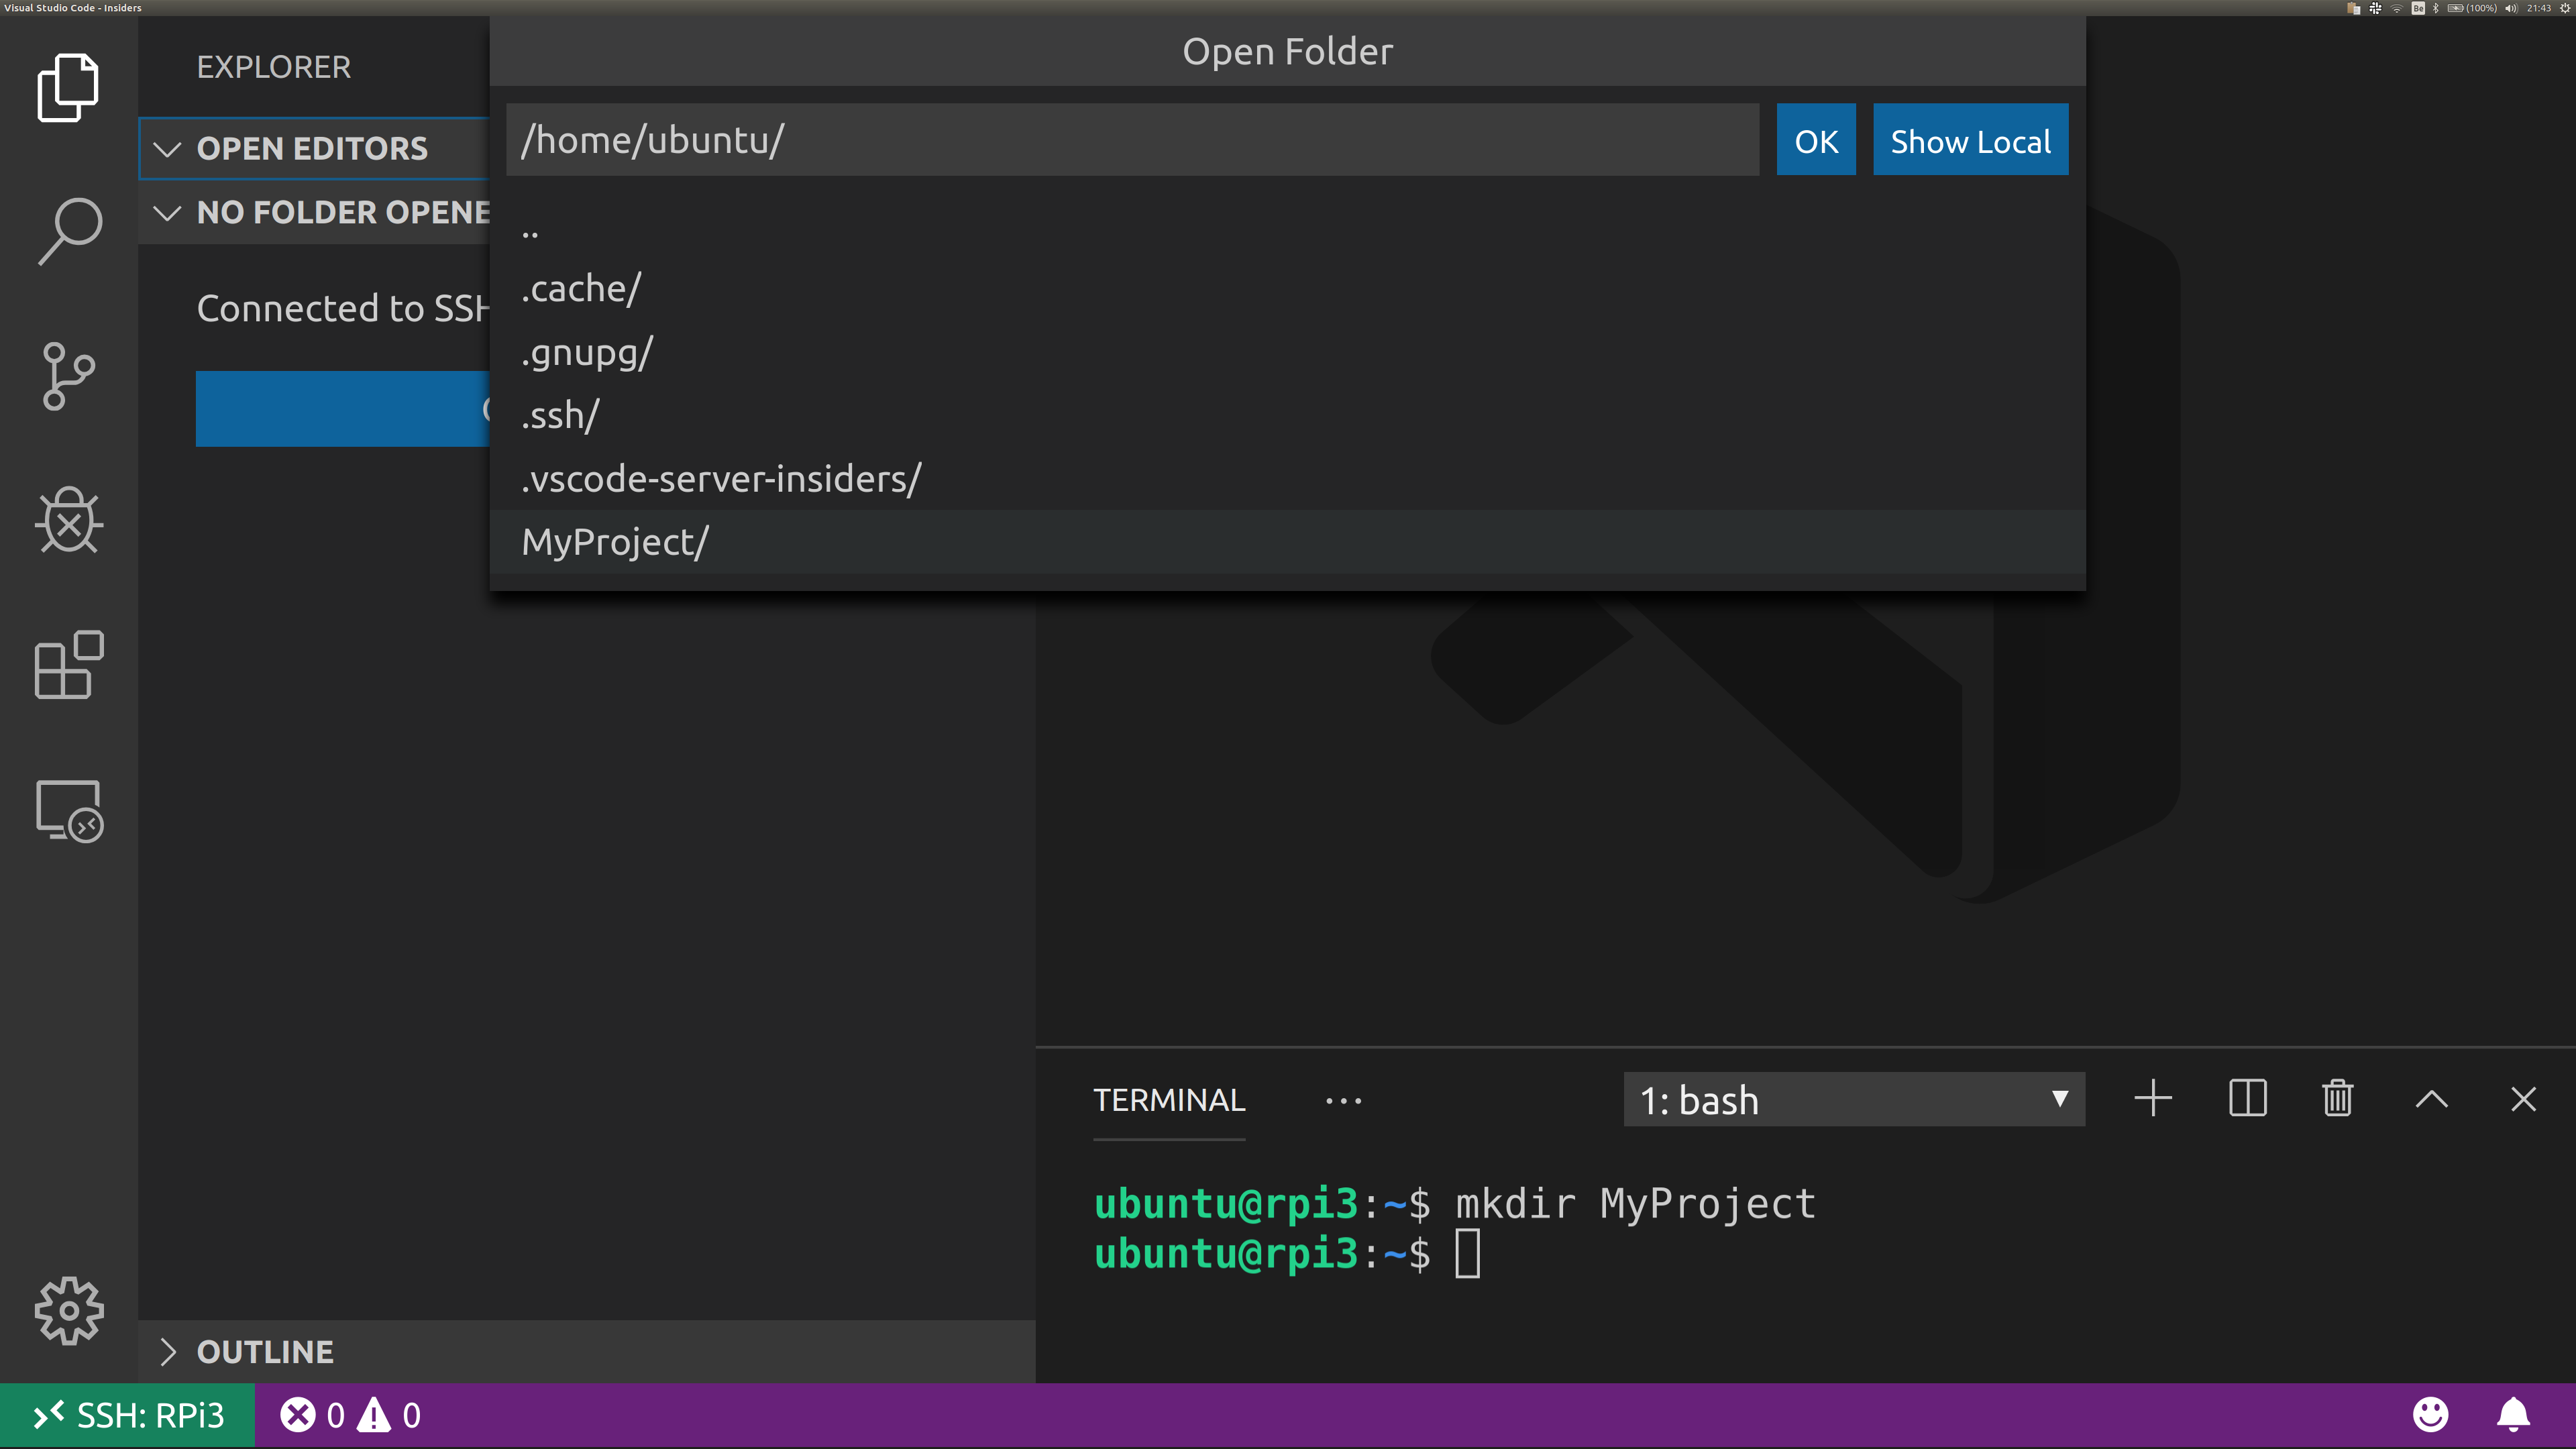 Visual Studio Code - Insiders
Be (100%) 21:43
EXPLORER
OPEN EDITORS
NO FOLDER OPENE
Connected to SSH
Open Folder
/home/ubuntu/
OK Show Local
..
.cache/
.gnupg/
.ssh/
.vscode-server-insiders/
MyProject/
TERMINAL ··· 1: bash
ubuntu@rpi3:~$ mkdir MyProject
ubuntu@rpi3:~$
OUTLINE
SSH: RPi3 0 0